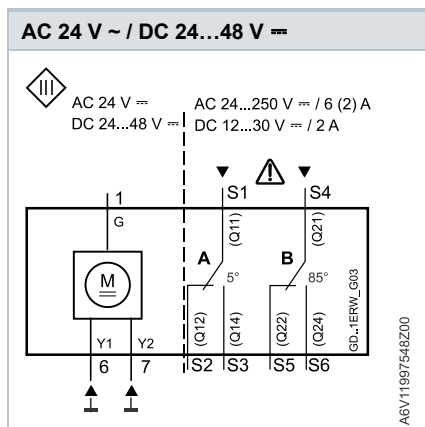 AC 24 V ~ / DC 24...48 V ⎓
III
AC 24 V ⎓
DC 24...48 V ⎓
AC 24...250 V ⎓ / 6 (2) A
DC 12...30 V ⎓ / 2 A
1
S1
S4
G
(Q11)
(Q21)
A
B
5°
85°
M
(Q12)
(Q14)
(Q22)
(Q24)
Y1
Y2
6
7
S2
S3
S5
S6
GD..1ERW_G03
A6V11997548Z00